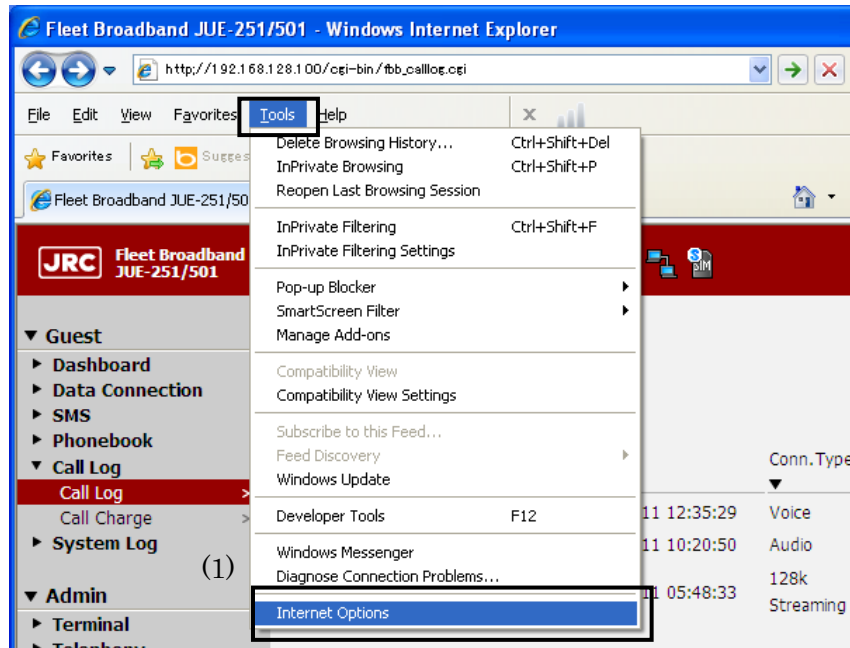 Fleet Broadband JUE-251/501 - Windows Internet Explorer
http://192.168.128.100/cgi-bin/fbb_calllog.cgi
File Edit View Favorites Tools Help
x
Favorites Sugges
Fleet Broadband JUE-251/50
Delete Browsing History... Ctrl+Shift+Del
InPrivate Browsing Ctrl+Shift+P
Reopen Last Browsing Session
InPrivate Filtering Ctrl+Shift+F
InPrivate Filtering Settings
Pop-up Blocker
SmartScreen Filter
Manage Add-ons
Compatibility View
Compatibility View Settings
Subscribe to this Feed...
Feed Discovery
Windows Update
Developer Tools F12
Windows Messenger
Diagnose Connection Problems...
Internet Options
JRC Fleet Broadband
JUE-251/501
S
SIM
▼ Guest
► Dashboard
► Data Connection
► SMS
► Phonebook
▼ Call Log
Call Log >
Call Charge >
► System Log
(1)
▼ Admin
► Terminal
► Telephony
Conn.Type
▼
11 12:35:29 Voice
11 10:20:50 Audio
11 05:48:33 128k
Streaming